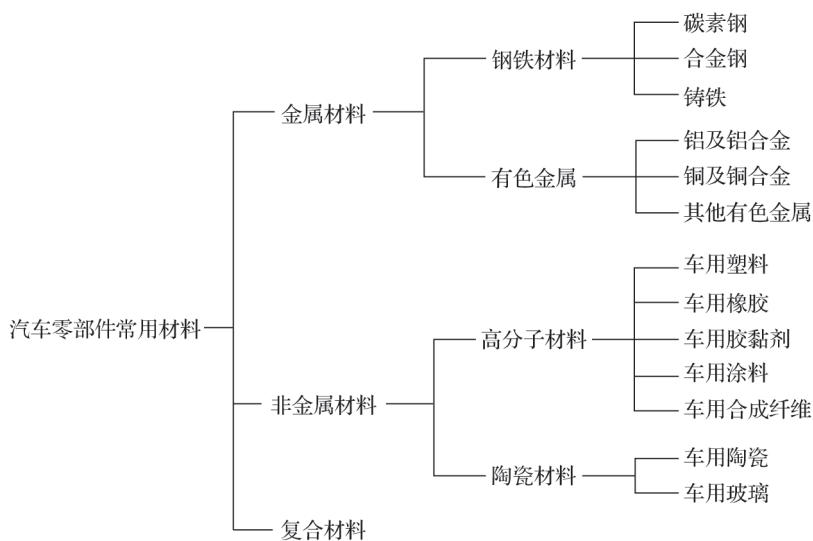 汽车零部件常用材料
金属材料
钢铁材料
碳素钢
合金钢
铸铁
有色金属
铝及铝合金
铜及铜合金
其他有色金属
非金属材料
高分子材料
车用塑料
车用橡胶
车用胶黏剂
车用涂料
车用合成纤维
陶瓷材料
车用陶瓷
车用玻璃
复合材料